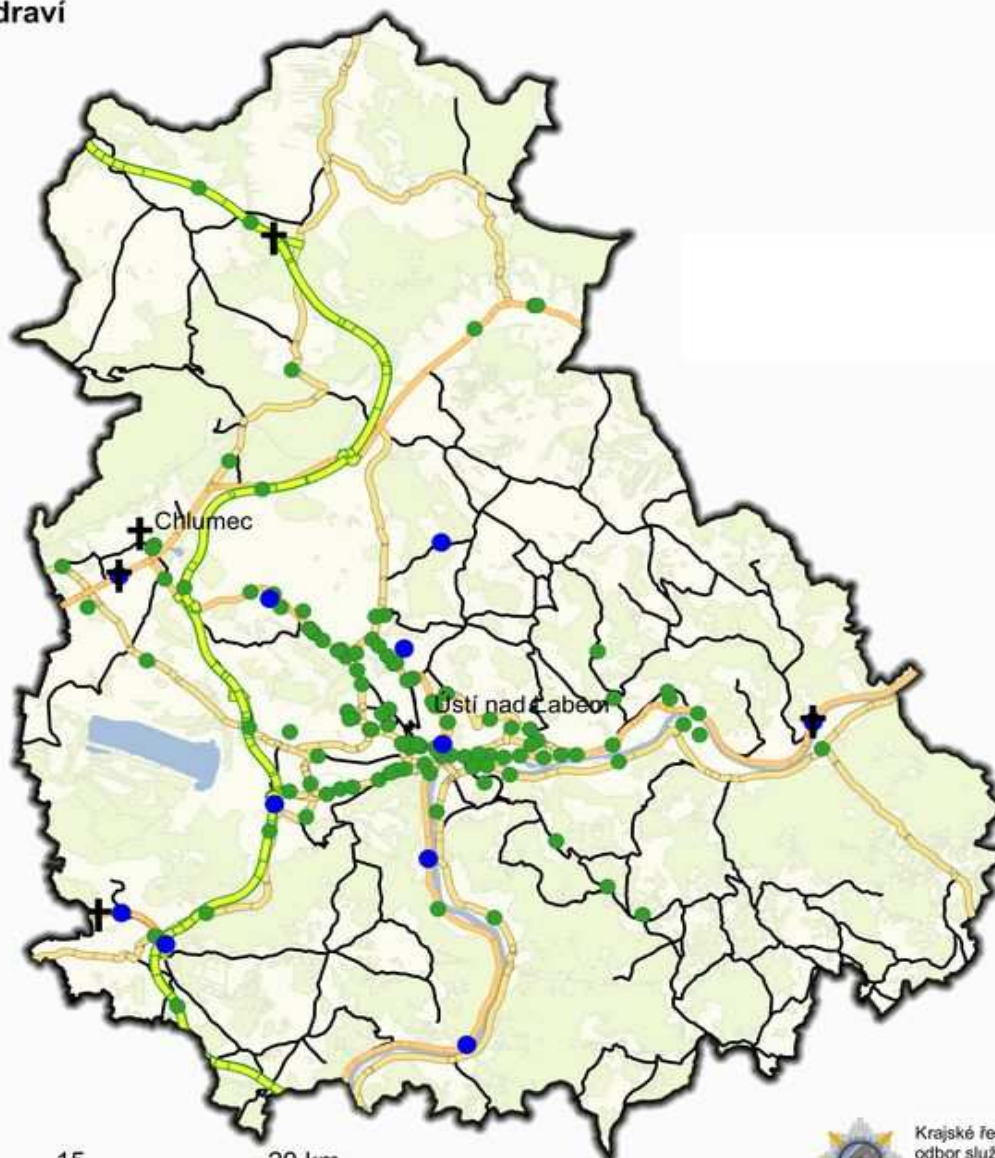 draví
Chlumec
Ústí nad Labem
15
20 km
Krajské ře
odbor služ